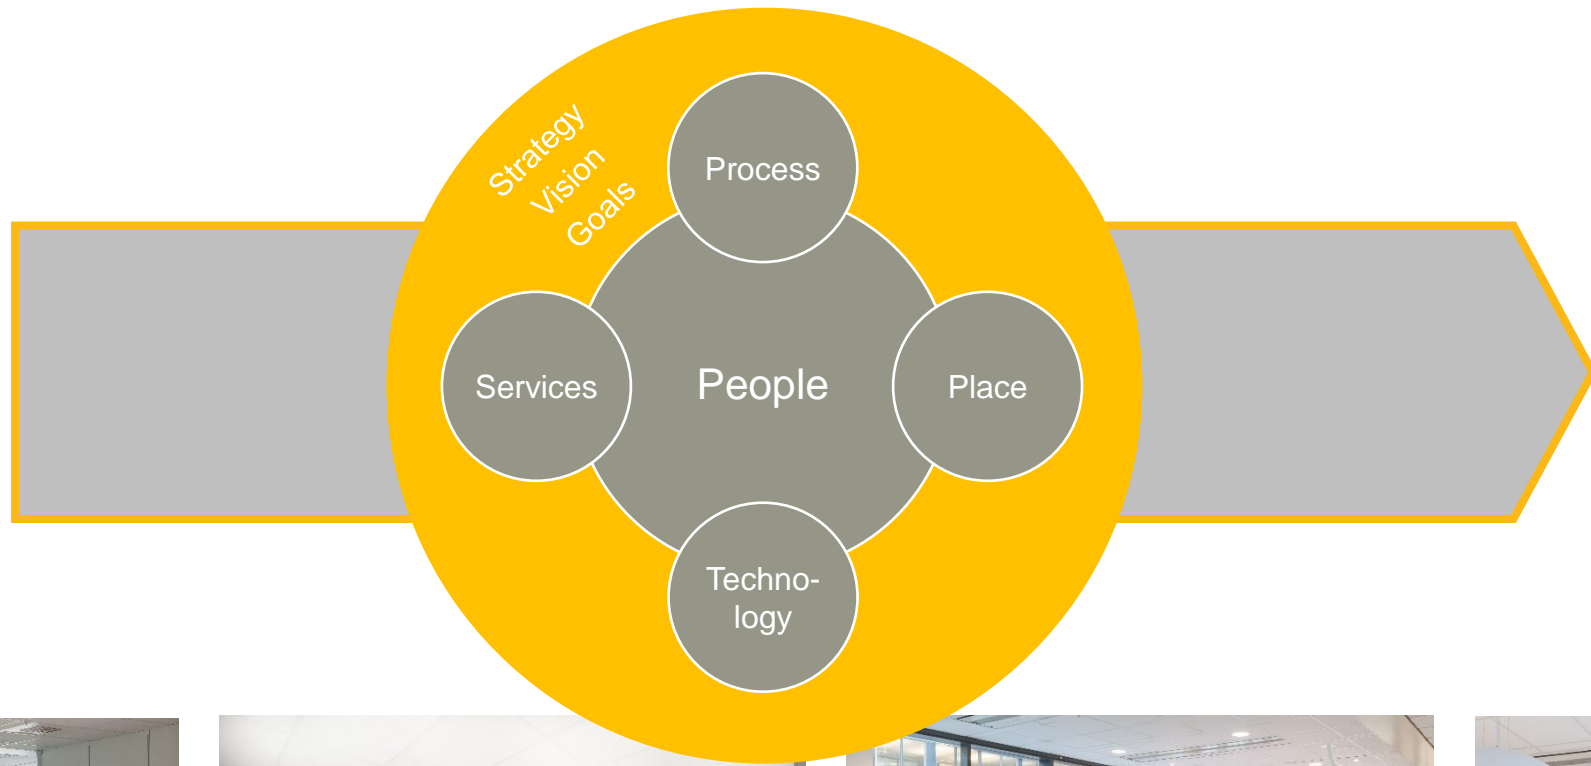 Strategy
Vision
Goals
Process
Services
People
Place
Techno-
logy